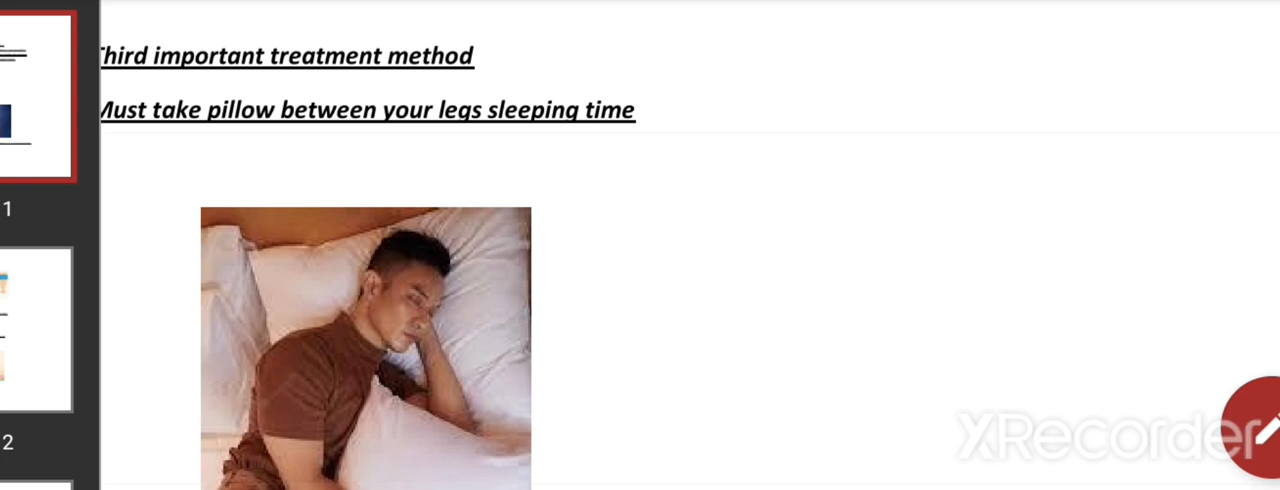 Third important treatment method
Must take pillow between your legs sleeping time
1
2
XRecorder